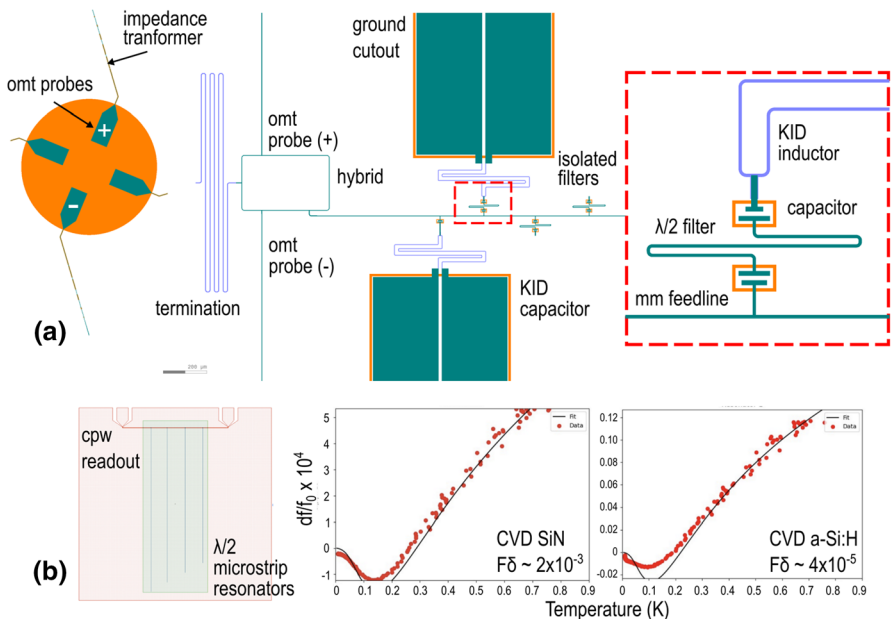 impedance
tranformer
omt probes
+
-
(a)
termination
200 μm
omt
probe (+)
hybrid
omt
probe (-)
ground
cutout
isolated
filters
KID
capacitor
KID
inductor
capacitor
λ/2 filter
mm feedline
(b)
cpw
readout
λ/2
microstrip
resonators
df/f₀ x 10⁴
5
4
3
2
1
0
-1
0 0.1 0.2 0.3 0.4 0.5 0.6 0.7 0.8 0.9
Fit
Data
CVD SiN
Fδ ~ 2x10⁻³
0.12
0.10
0.08
0.06
0.04
0.02
0
-0.02
0 0.1 0.2 0.3 0.4 0.5 0.6 0.7 0.8 0.9
Fit
Data
CVD a-Si:H
Fδ ~ 4x10⁻⁵
Temperature (K)